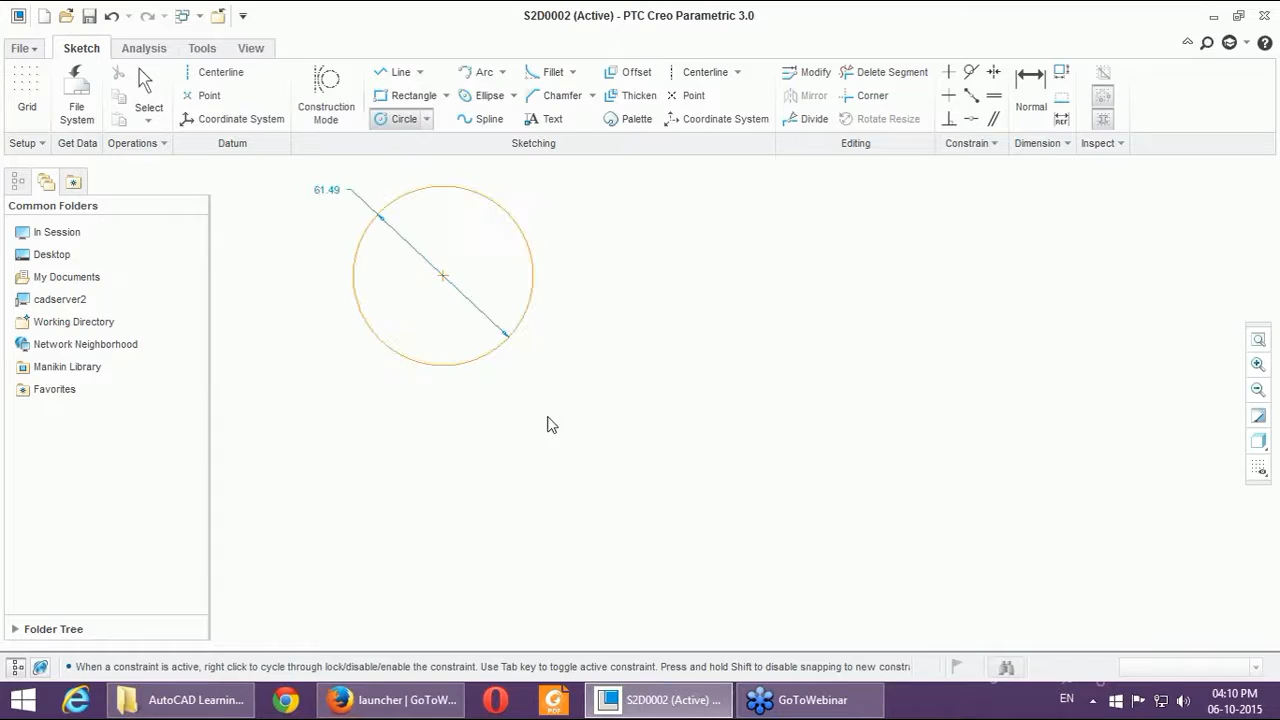 S2D0002 (Active) - PTC Creo Parametric 3.0
File Sketch Analysis Tools View
Centerline Line Arc Fillet Offset Centerline Modify Delete Segment
Point Rectangle Ellipse Chamfer Thicken Point Mirror Corner
Grid File System Select Coordinate System Construction Mode Circle Spline Text Palette Coordinate System Divide Rotate Resize Normal REF
Setup Get Data Operations Datum Sketching Editing Constrain Dimension Inspect
Common Folders
61.49
In Session
Desktop
My Documents
cadserver2
Working Directory
Network Neighborhood
Manikin Library
Favorites
Folder Tree
When a constraint is active, right click to cycle through lock/disable/enable the constraint. Use Tab key to toggle active constraint. Press and hold Shift to disable snapping to new constr
AutoCAD Learnin... launcher | GoToW... PDF S2D0002 (Active) ... GoToWebinar EN 04:10 PM
06-10-2015